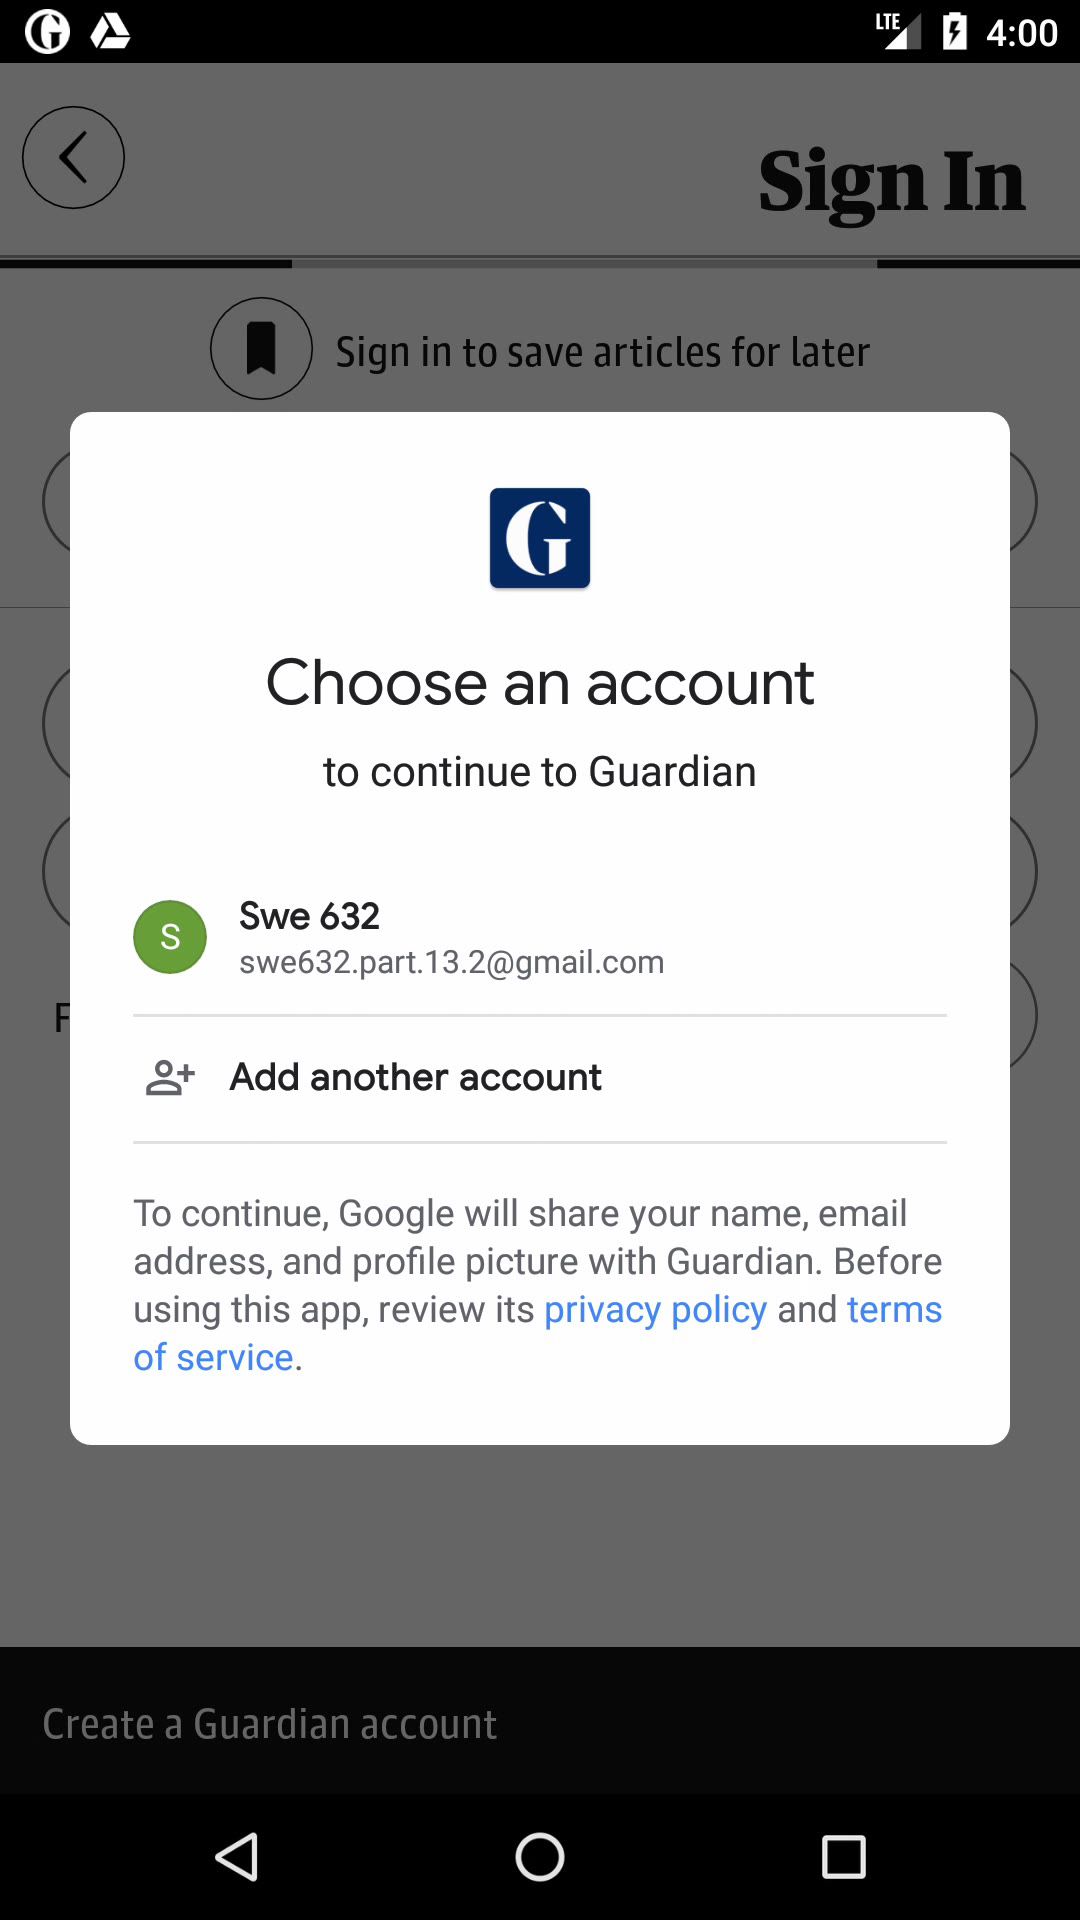 LTE 4:00
Sign In
Sign in to save articles for later
G
Choose an account
to continue to Guardian
S
Swe 632
swe632.part.13.2@gmail.com
F
Add another account
To continue, Google will share your name, email
address, and profile picture with Guardian. Before
using this app, review its privacy policy and terms
of service.
Create a Guardian account